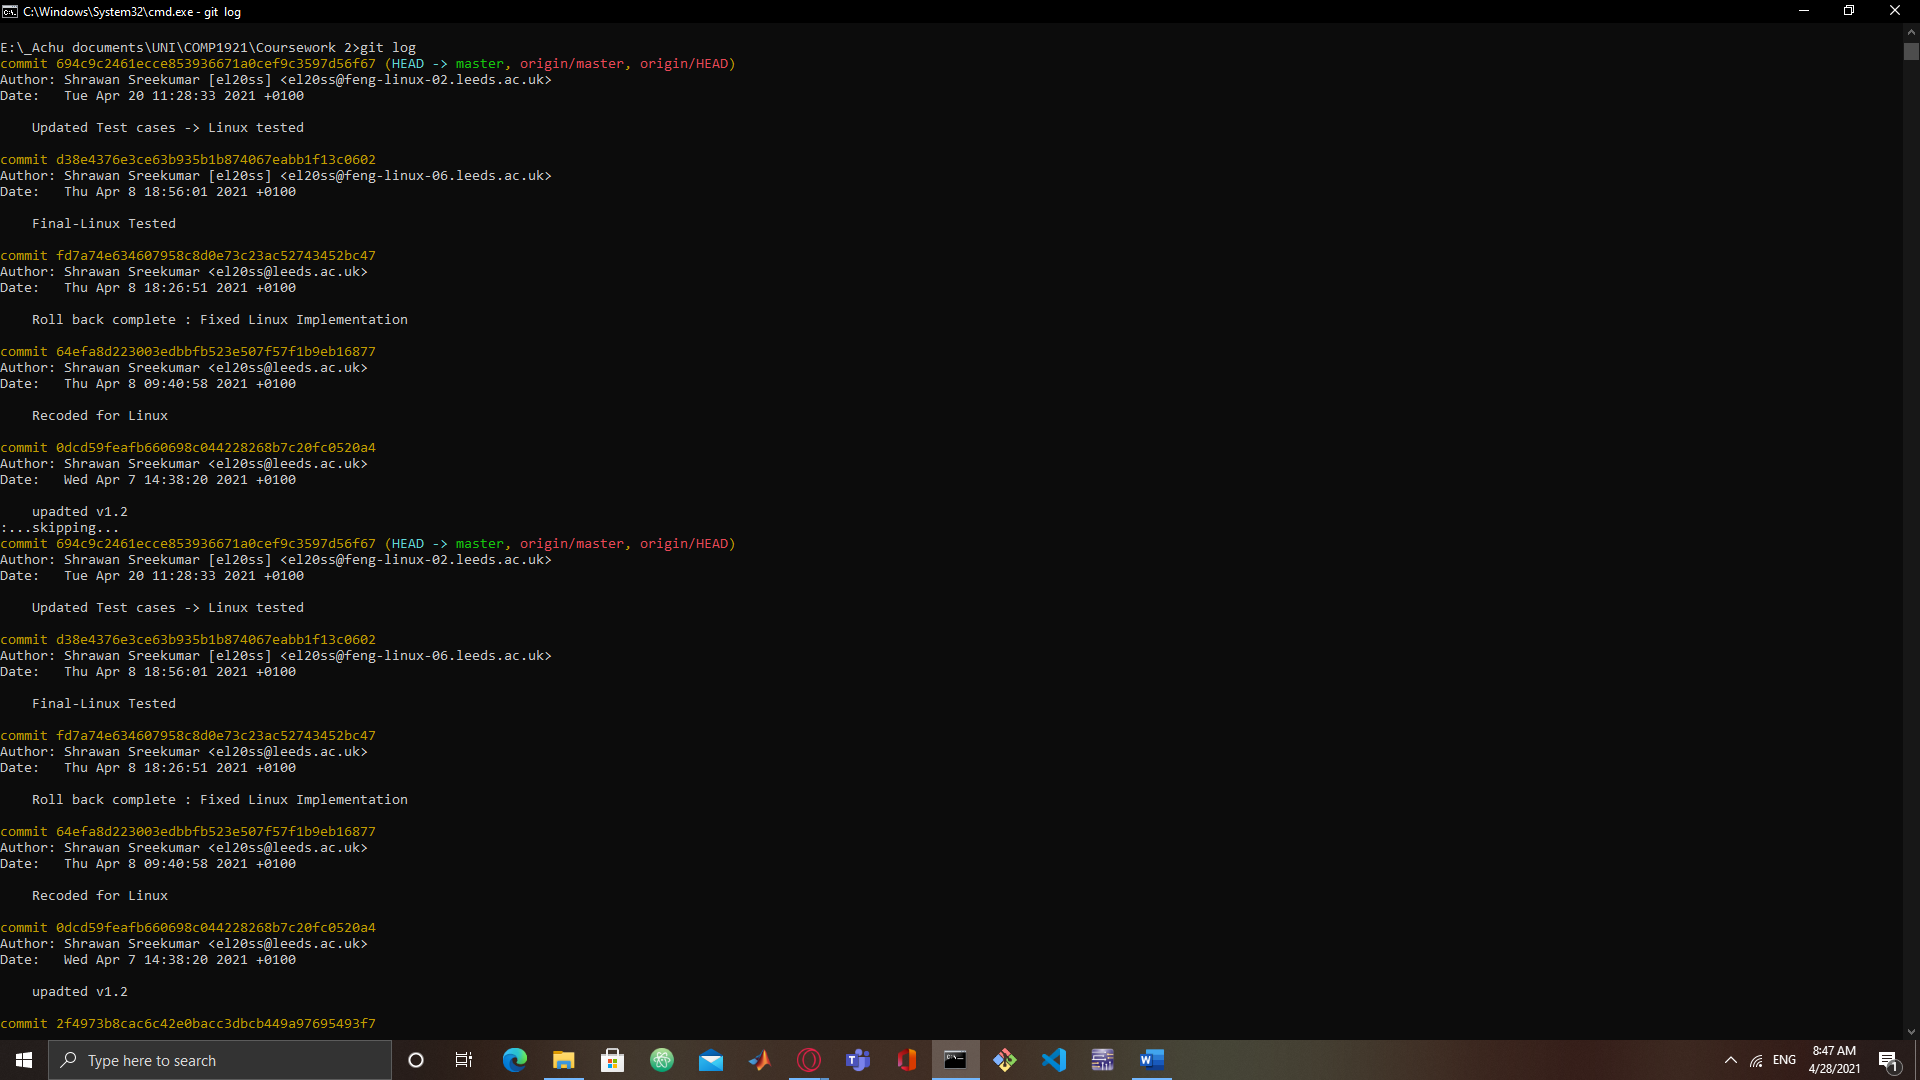 C:\Windows\System32\cmd.exe - git  log
E:\_Achu documents\UNI\COMP1921\Coursework 2>git log
commit 694c9c2461ecce853936671a0cef9c3597d56f67 (HEAD -> master, origin/master, origin/HEAD)
Author: Shrawan Sreekumar [el20ss] <el20ss@feng-linux-02.leeds.ac.uk>
Date:   Tue Apr 20 11:28:33 2021 +0100
Updated Test cases -> Linux tested
commit d38e4376e3ce63b935b1b874067eabb1f13c0602
Author: Shrawan Sreekumar [el20ss] <el20ss@feng-linux-06.leeds.ac.uk>
Date:   Thu Apr 8 18:56:01 2021 +0100
Final-Linux Tested
commit fd7a74e634607958c8d0e73c23ac52743452bc47
Author: Shrawan Sreekumar <el20ss@leeds.ac.uk>
Date:   Thu Apr 8 18:26:51 2021 +0100
Roll back complete : Fixed Linux Implementation
commit 64efa8d223003edbbfb523e507f57f1b9eb16877
Author: Shrawan Sreekumar <el20ss@leeds.ac.uk>
Date:   Thu Apr 8 09:40:58 2021 +0100
Recoded for Linux
commit 0dcd59feafb660698c044228268b7c20fc0520a4
Author: Shrawan Sreekumar <el20ss@leeds.ac.uk>
Date:   Wed Apr 7 14:38:20 2021 +0100
upadted v1.2
:...skipping...
commit 694c9c2461ecce853936671a0cef9c3597d56f67 (HEAD -> master, origin/master, origin/HEAD)
Author: Shrawan Sreekumar [el20ss] <el20ss@feng-linux-02.leeds.ac.uk>
Date:   Tue Apr 20 11:28:33 2021 +0100
Updated Test cases -> Linux tested
commit d38e4376e3ce63b935b1b874067eabb1f13c0602
Author: Shrawan Sreekumar [el20ss] <el20ss@feng-linux-06.leeds.ac.uk>
Date:   Thu Apr 8 18:56:01 2021 +0100
Final-Linux Tested
commit fd7a74e634607958c8d0e73c23ac52743452bc47
Author: Shrawan Sreekumar <el20ss@leeds.ac.uk>
Date:   Thu Apr 8 18:26:51 2021 +0100
Roll back complete : Fixed Linux Implementation
commit 64efa8d223003edbbfb523e507f57f1b9eb16877
Author: Shrawan Sreekumar <el20ss@leeds.ac.uk>
Date:   Thu Apr 8 09:40:58 2021 +0100
Recoded for Linux
commit 0dcd59feafb660698c044228268b7c20fc0520a4
Author: Shrawan Sreekumar <el20ss@leeds.ac.uk>
Date:   Wed Apr 7 14:38:20 2021 +0100
upadted v1.2
commit 2f4973b8cac6c42e0bacc3dbcb449a97695493f7
Type here to search
ENG
8:47 AM
4/28/2021
1